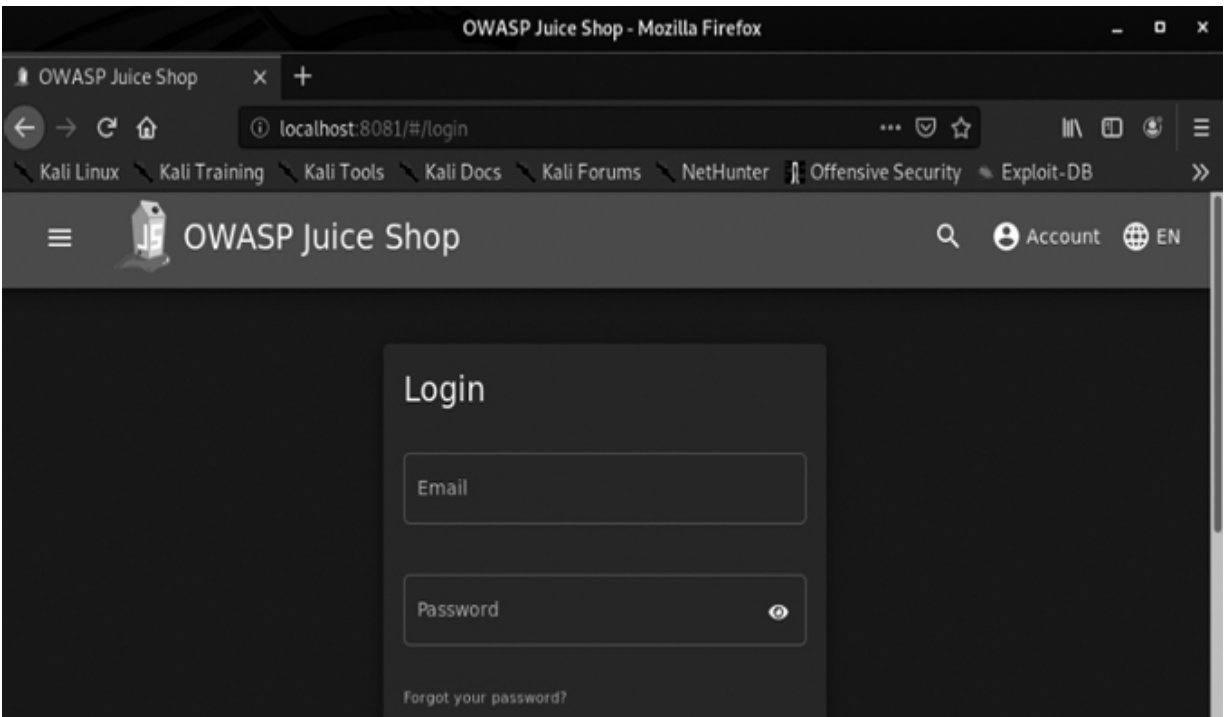 OWASP Juice Shop - Mozilla Firefox
OWASP Juice Shop
localhost:8081/#/login
Kali Linux Kali Training Kali Tools Kali Docs Kali Forums NetHunter Offensive Security Exploit-DB
JS OWASP Juice Shop Account EN
Login
Email
Password
Forgot your password?